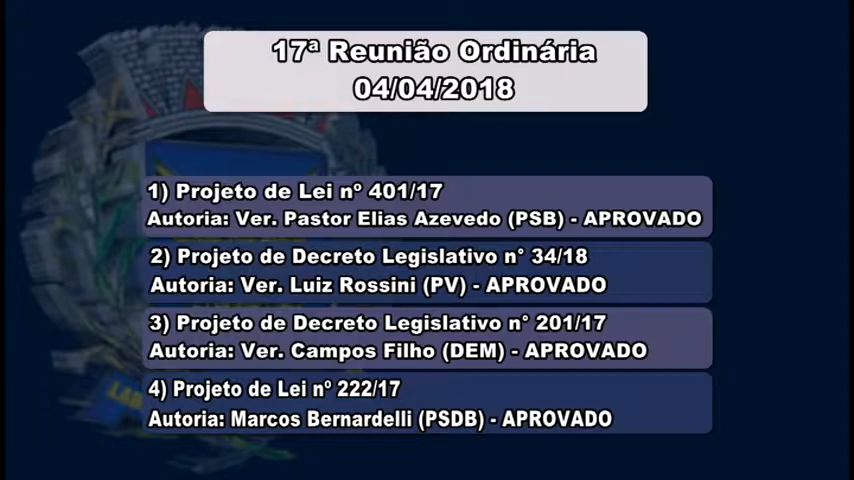 17ª Reunião Ordinária
04/04/2018
1) Projeto de Lei nº 401/17
Autoria: Ver. Pastor Elias Azevedo (PSB) - APROVADO
2) Projeto de Decreto Legislativo n° 34/18
Autoria: Ver. Luiz Rossini (PV) - APROVADO
3) Projeto de Decreto Legislativo n° 201/17
Autoria: Ver. Campos Filho (DEM) - APROVADO
4) Projeto de Lei nº 222/17
Autoria: Marcos Bernardelli (PSDB) - APROVADO